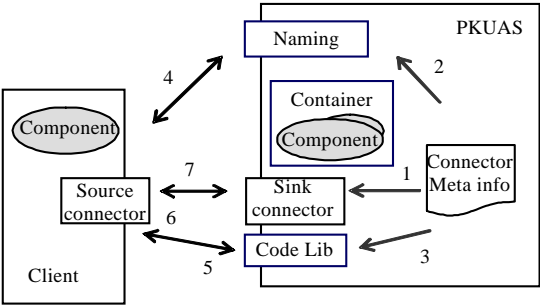 Naming
PKUAS
4
2
Container
Component
Component
Connector
Meta info
7
1
Source
connector
Sink
connector
6
Code Lib
5
3
Client